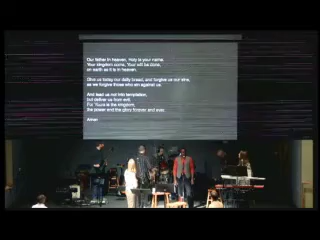 Our father in heaven, Holy is your name.
Your kingdom come, Your will be done,
on earth as it is in heaven.
Give us today our daily bread, and forgive us our sins,
as we forgive those who sin against us.
And lead us not into temptation,
but deliver us from evil.
For Yours is the kingdom,
the power and the glory forever and ever.
Amen